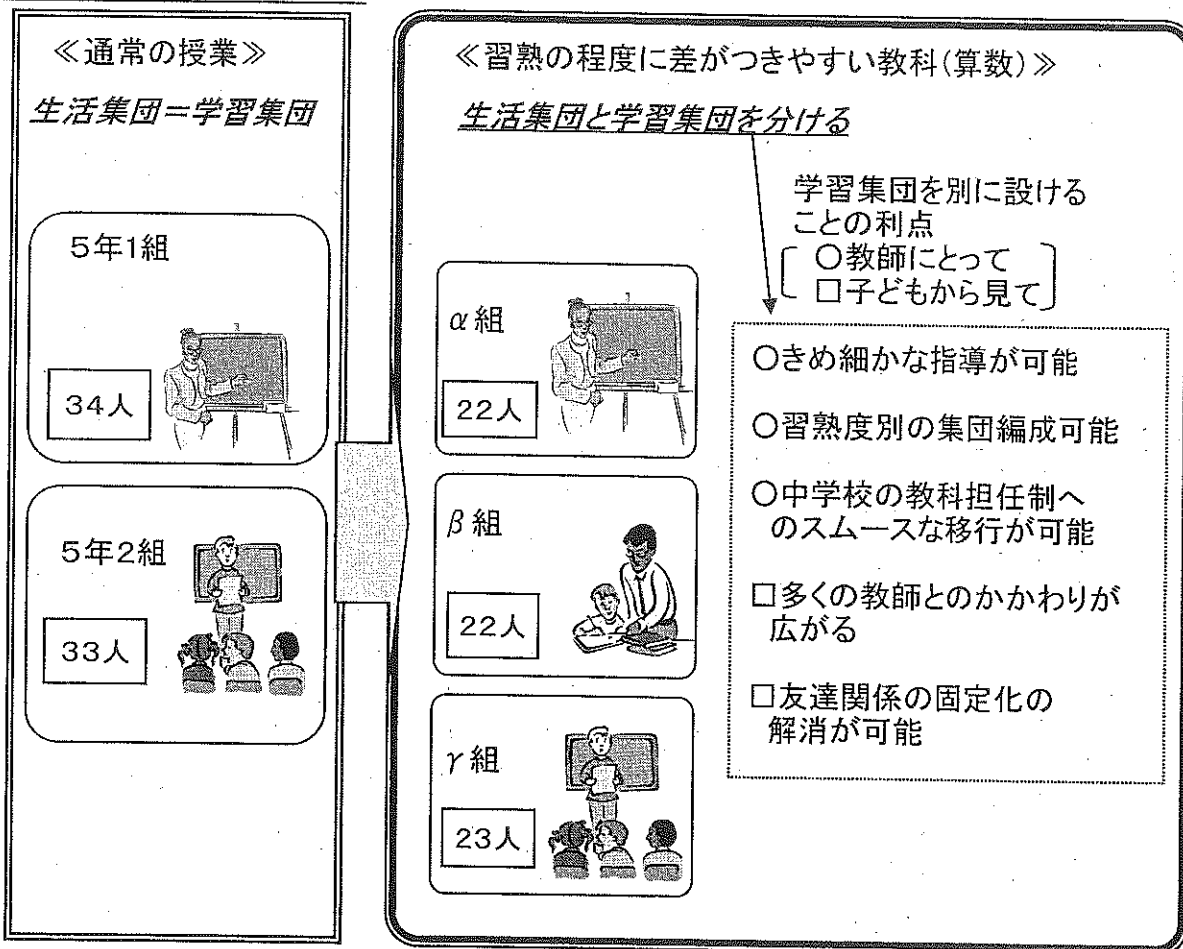 ≪通常の授業≫
生活集団＝学習集団
5年1組
34人
5年2組
33人
≪習熟の程度に差がつきやすい教科(算数)≫
生活集団と学習集団を分ける
学習集団を別に設ける
ことの利点
○教師にとって
□子どもから見て
α組
22人
β組
22人
γ組
23人
○きめ細かな指導が可能
○習熟度別の集団編成可能
○中学校の教科担任制へ
のスムースな移行が可能
□多くの教師とのかかわりが
広がる
□友達関係の固定化の
解消が可能